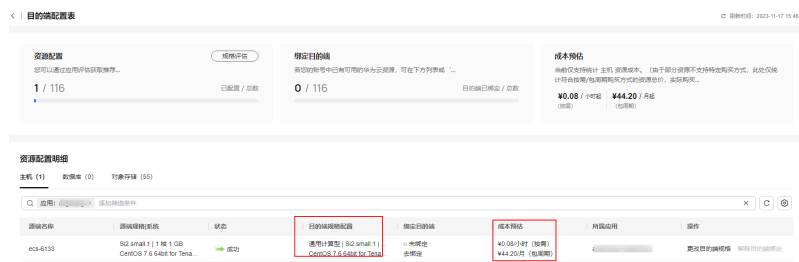 目的端配置表
刷新时间: 2023-11-17 15:46
资源配置
规格评估
您可以通过应用评估获取推荐...
1 / 116
已配置 / 总数
绑定目的端
若您的账号中已有可用的华为云资源，可在下方列表或‘...
0 / 116
目的端已绑定 / 总数
成本预估
当前仅支持统计 主机 资源成本。（由于部分资源不支持特定购买方式，此处仅统
计符合按需/包周期购买方式的资源总价，实际购买...
¥0.08 / 小时起
¥44.20 / 月起
(按需)
(包周期)
资源配置明细
主机 (1)
数据库 (0)
对象存储 (55)
应用:
添加筛选条件
源端名称
源端规格|系统
状态
目的端规格配置
绑定目的端
成本预估
所属应用
操作
ecs-6133
Si2.small.1 | 1 核 1 GB
CentOS 7.6 64bit for Tena...
成功
通用计算型 | Si2.small.1 | ...
CentOS 7.6 64bit for Tena...
未绑定
去绑定
¥0.08/小时（按需）
¥44.20/月（包周期）
更改目的端规格
解除目的端绑定